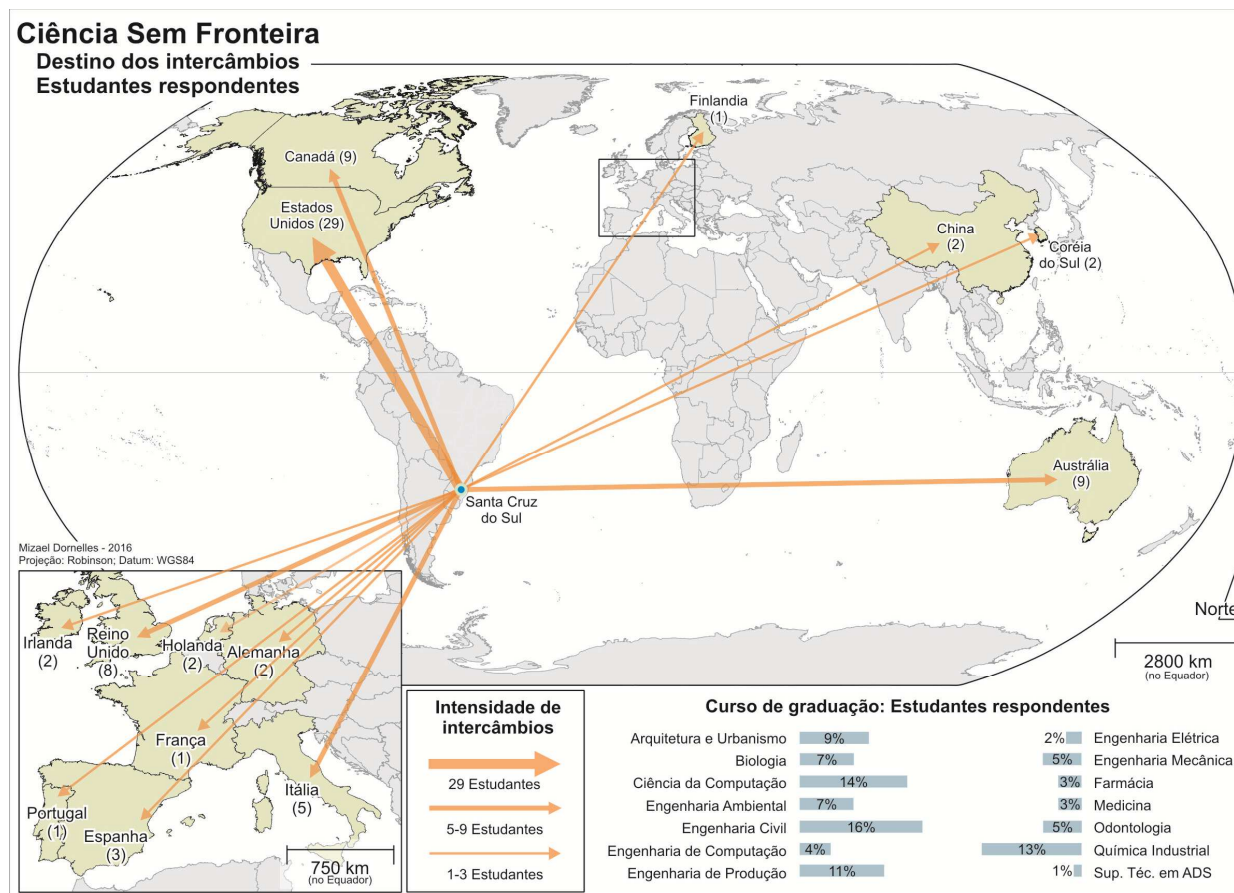 Ciência Sem Fronteira
Destino dos intercâmbios
Estudantes respondentes
Finlandia
(1)
Canadá (9)
Estados
Unidos (29)
China
(2)
Coréia
do Sul (2)
Austrália
(9)
Santa Cruz
do Sul
Mizael Dornelles - 2016
Projeção: Robinson; Datum: WGS84
Norte
2800 km
(no Equador)
Irlanda
(2)
Reino
Unido
(8)
Holanda
(2)
Alemanha
(2)
França
(1)
Itália
(5)
Portugal
(1)
Espanha
(3)
750 km
(no Equador)
Intensidade de
intercâmbios
29 Estudantes
5-9 Estudantes
1-3 Estudantes
Curso de graduação: Estudantes respondentes
Arquitetura e Urbanismo 9%
Biologia 7%
Ciência da Computação 14%
Engenharia Ambiental 7%
Engenharia Civil 16%
Engenharia de Computação 4%
Engenharia de Produção 11%
2% Engenharia Elétrica
5% Engenharia Mecânica
3% Farmácia
3% Medicina
5% Odontologia
13% Química Industrial
1% Sup. Téc. em ADS